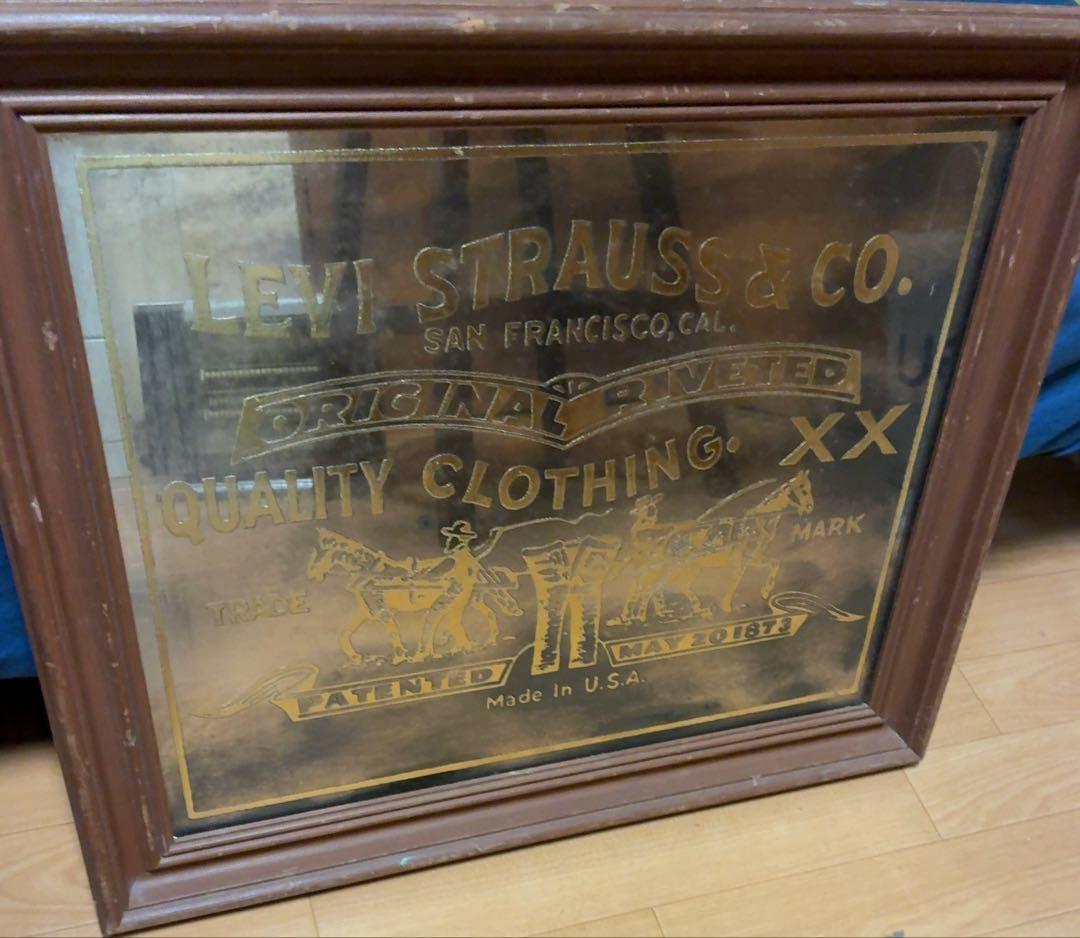 LEVI STRAUSS & CO.
SAN FRANCISCO, CAL.
ORIGINAL RIVETED
QUALITY CLOTHING. XX
TRADE MARK
PATENTED MAY 20 1873
Made In U.S.A.